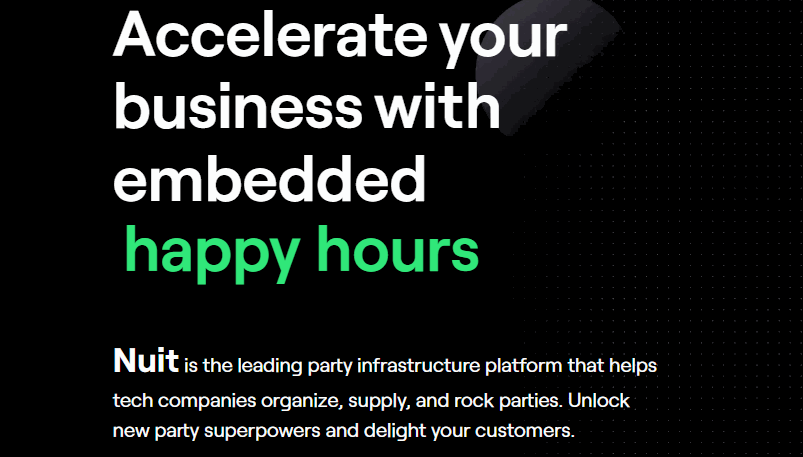 Accelerate your
business with
embedded
happy hours
Nuit is the leading party infrastructure platform that helps
tech companies organize, supply, and rock parties. Unlock
new party superpowers and delight your customers.